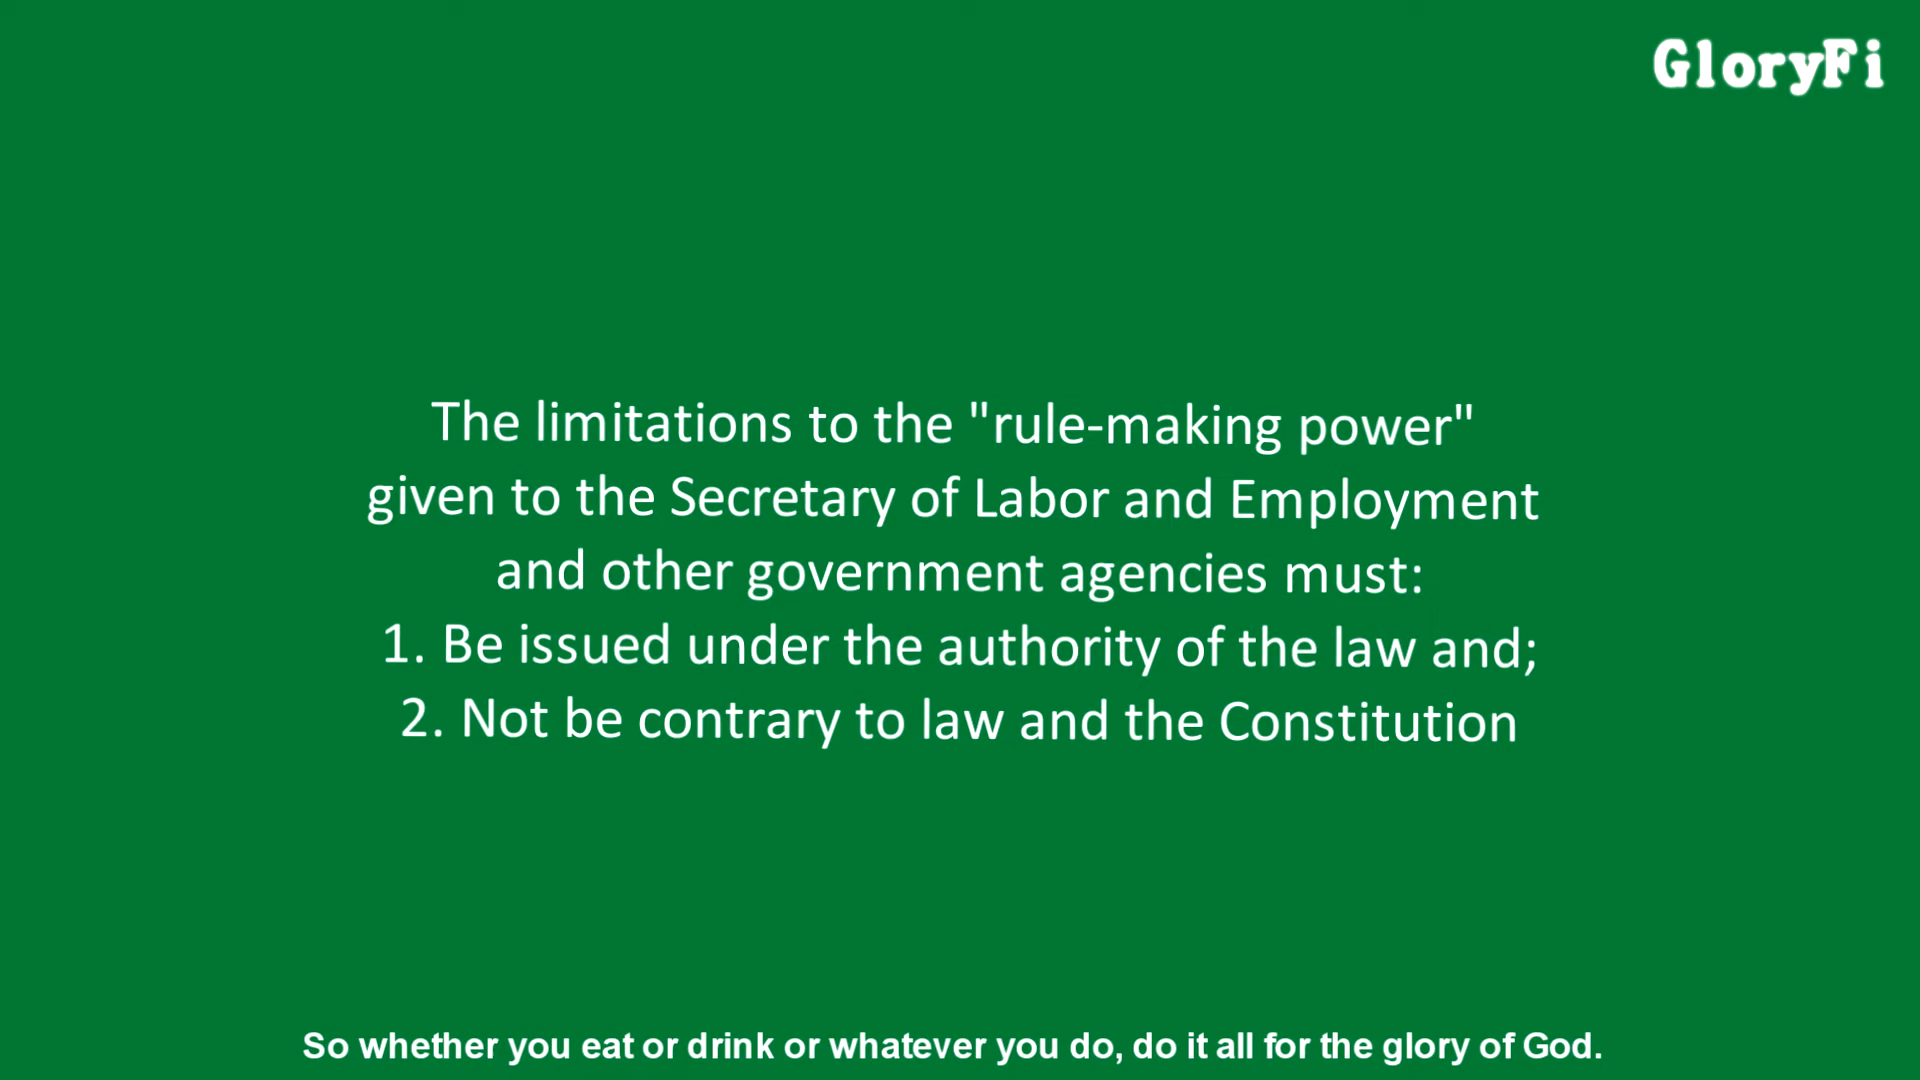 GloryFi
The limitations to the "rule-making power"
given to the Secretary of Labor and Employment
and other government agencies must:
1. Be issued under the authority of the law and;
2. Not be contrary to law and the Constitution
So whether you eat or drink or whatever you do, do it all for the glory of God.